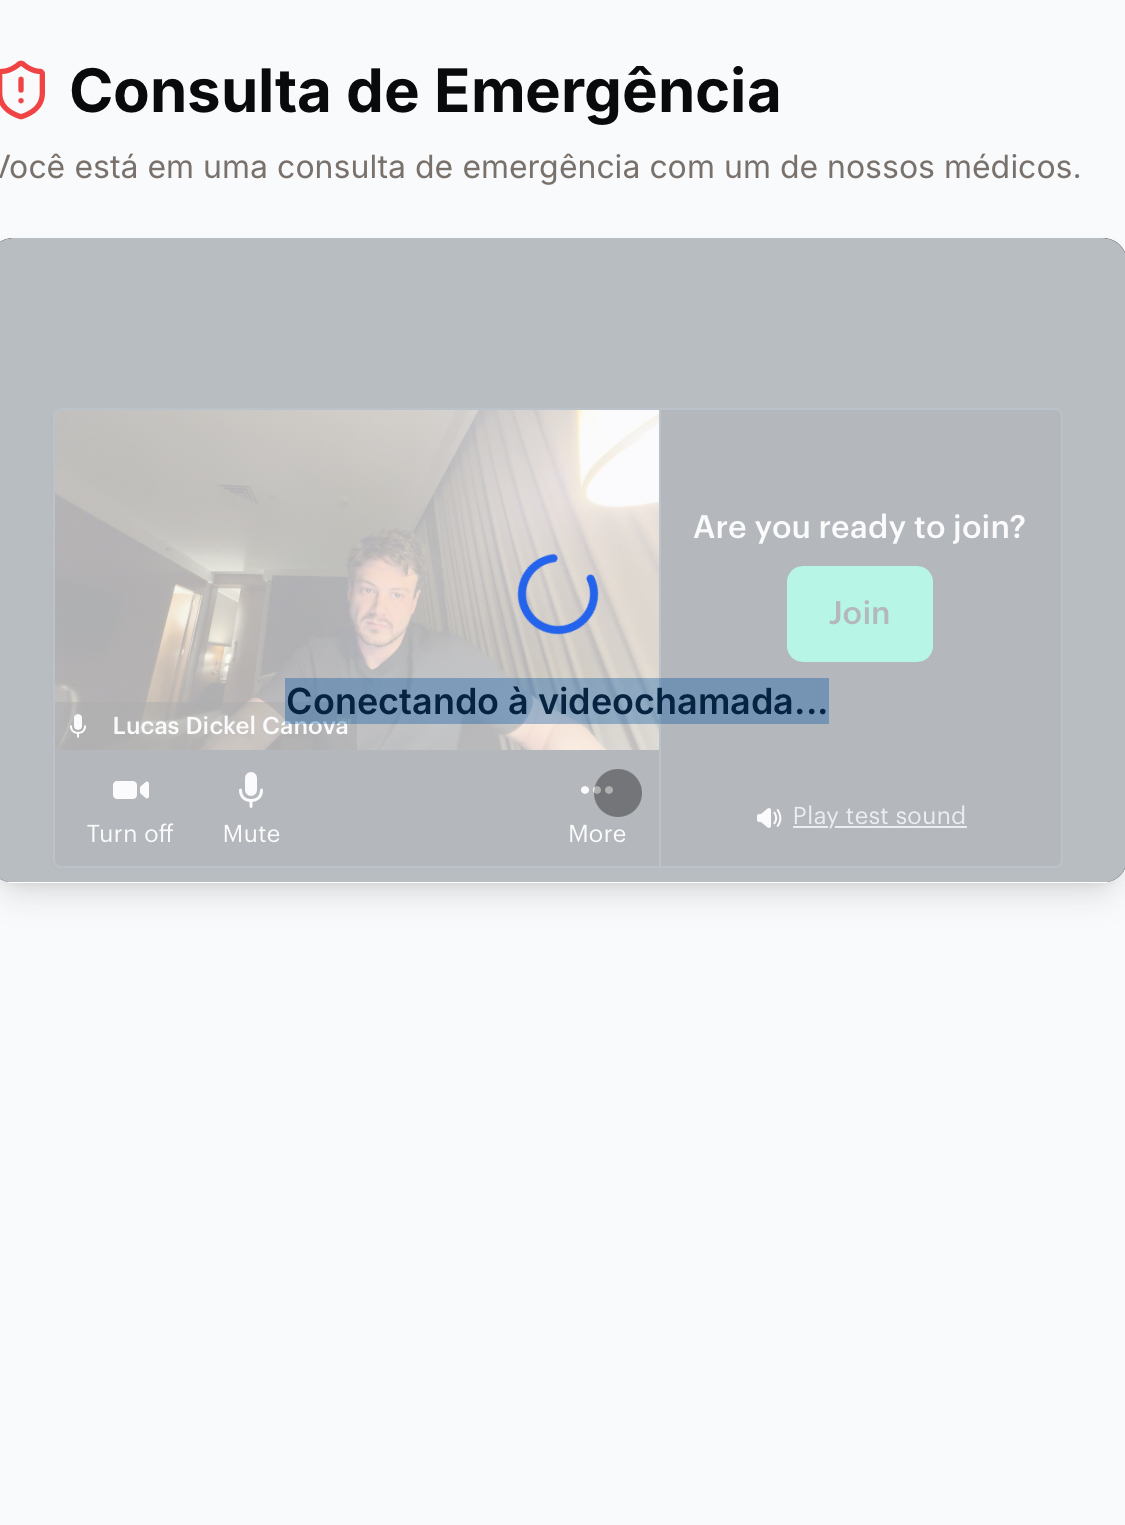 Consulta de Emergência
Você está em uma consulta de emergência com um de nossos médicos.
Are you ready to join?
Join
Conectando à videochamada...
Lucas Dickel Canova
Turn off
Mute
More
Play test sound